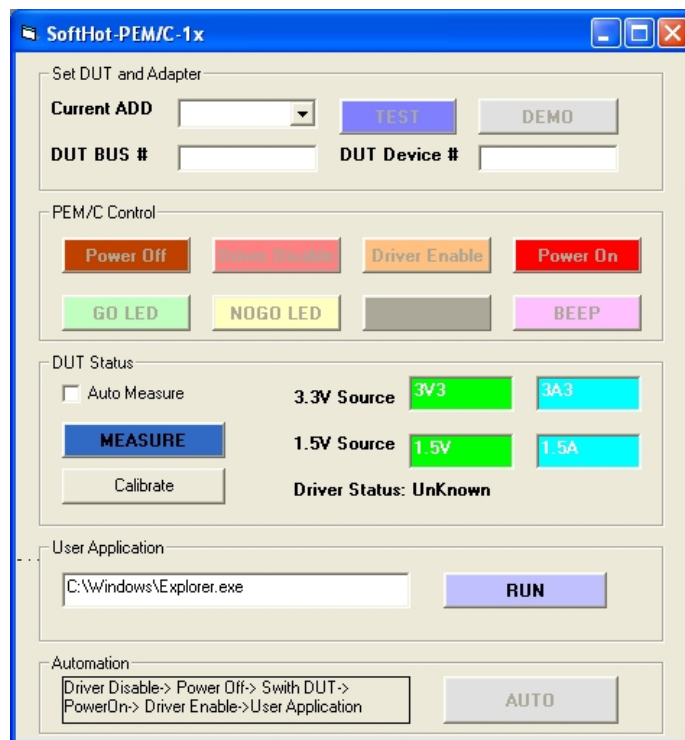 SoftHot-PEM/C-1x
Set DUT and Adapter
Current ADD
TEST
DEMO
DUT BUS #
DUT Device #
PEM/C Control
Power Off
Driver Disable
Driver Enable
Power On
GO LED
NOGO LED
BEEP
DUT Status
Auto Measure
3.3V Source
3V3
3A3
MEASURE
1.5V Source
1.5V
1.5A
Calibrate
Driver Status: UnKnown
User Application
C:\Windows\Explorer.exe
RUN
Automation
Driver Disable-> Power Off-> Swith DUT->
PowerOn-> Driver Enable->User Application
AUTO